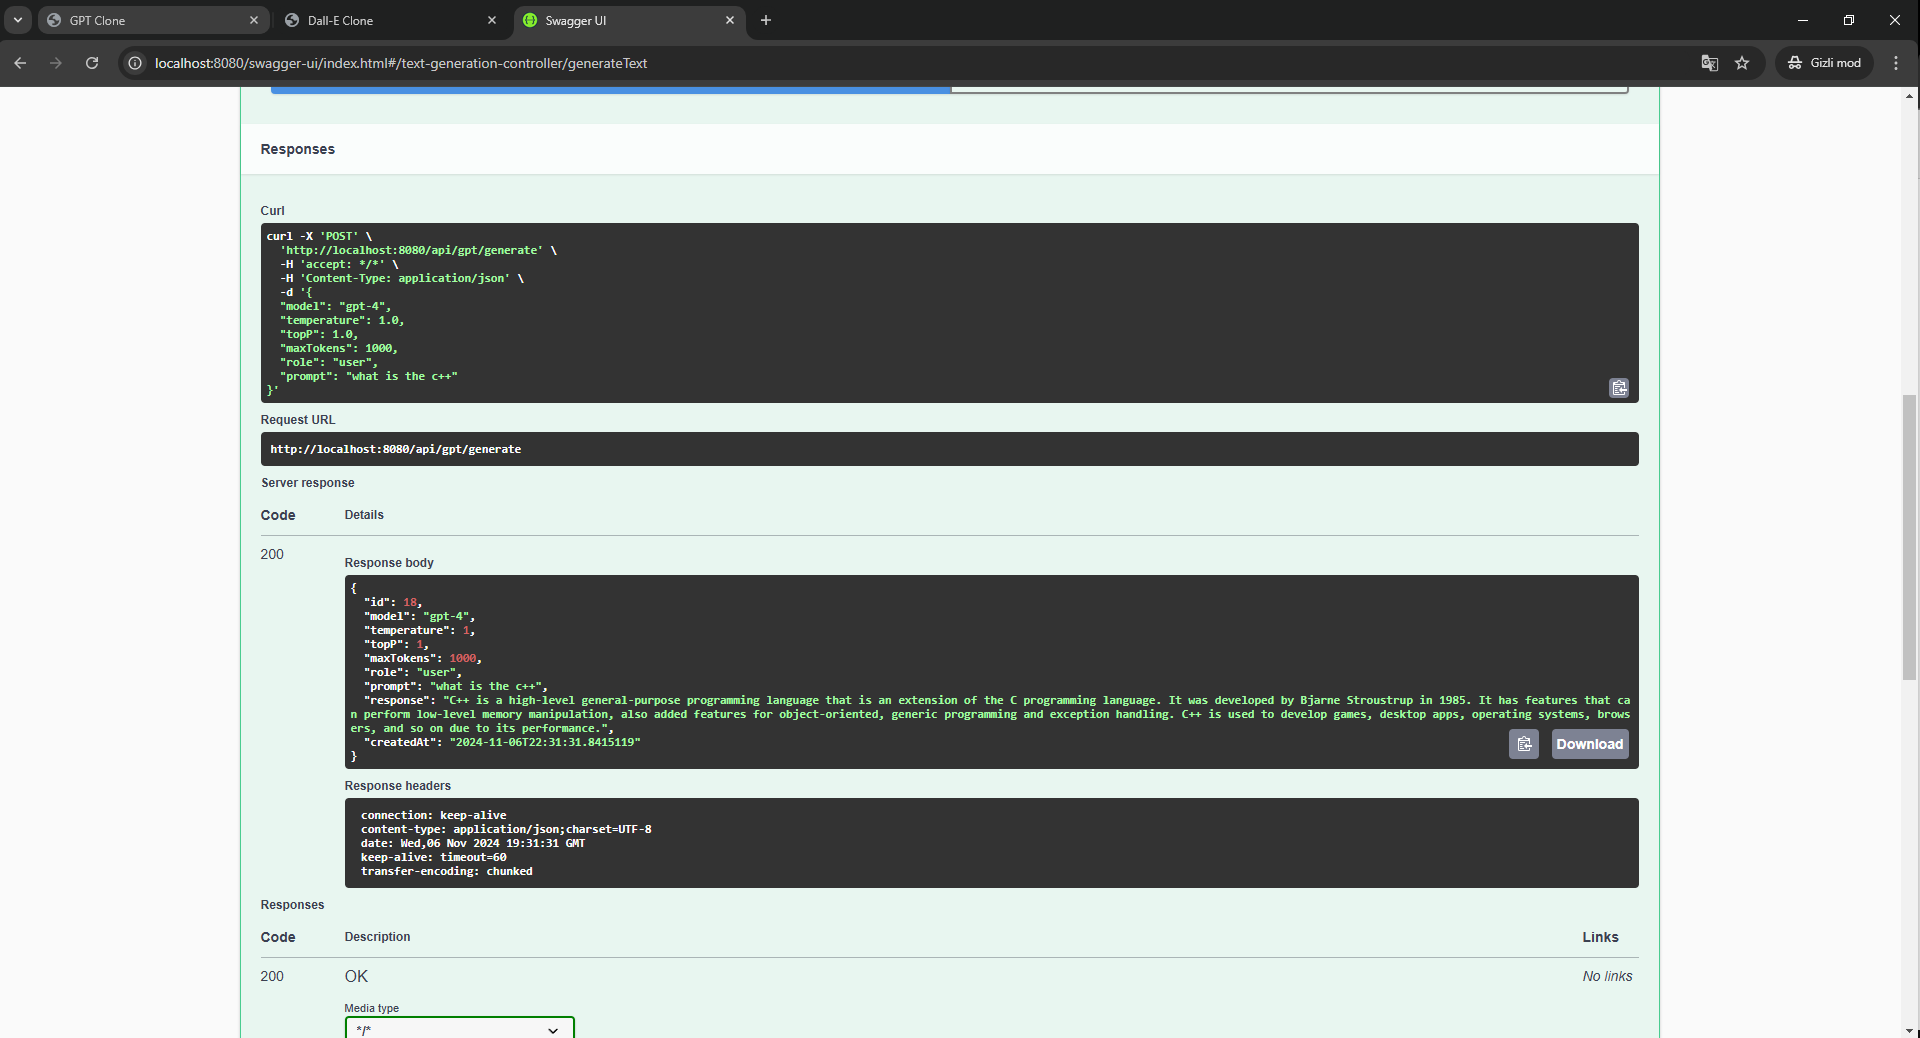 GPT Clone
Dall-E Clone
Swagger UI
localhost:8080/swagger-ui/index.html#/text-generation-controller/generateText
Gizli mod
Responses
Curl
curl -X 'POST' \
'http://localhost:8080/api/gpt/generate' \
-H 'accept: */*' \
-H 'Content-Type: application/json' \
-d '{
"model": "gpt-4",
"temperature": 1.0,
"topP": 1.0,
"maxTokens": 1000,
"role": "user",
"prompt": "what is the c++"
}'
Request URL
http://localhost:8080/api/gpt/generate
Server response
Code Details
200
Response body
{
"id": 18,
"model": "gpt-4",
"temperature": 1,
"topP": 1,
"maxTokens": 1000,
"role": "user",
"prompt": "what is the c++",
"response": "C++ is a high-level general-purpose programming language that is an extension of the C programming language. It was developed by Bjarne Stroustrup in 1985. It has features that ca
n perform low-level memory manipulation, also added features for object-oriented, generic programming and exception handling. C++ is used to develop games, desktop apps, operating systems, brows
ers, and so on due to its performance.",
"createdAt": "2024-11-06T22:31:31.8415119"
}
Download
Response headers
connection: keep-alive
content-type: application/json;charset=UTF-8
date: Wed,06 Nov 2024 19:31:31 GMT
keep-alive: timeout=60
transfer-encoding: chunked
Responses
Code Description Links
200 OK No links
Media type
*/*